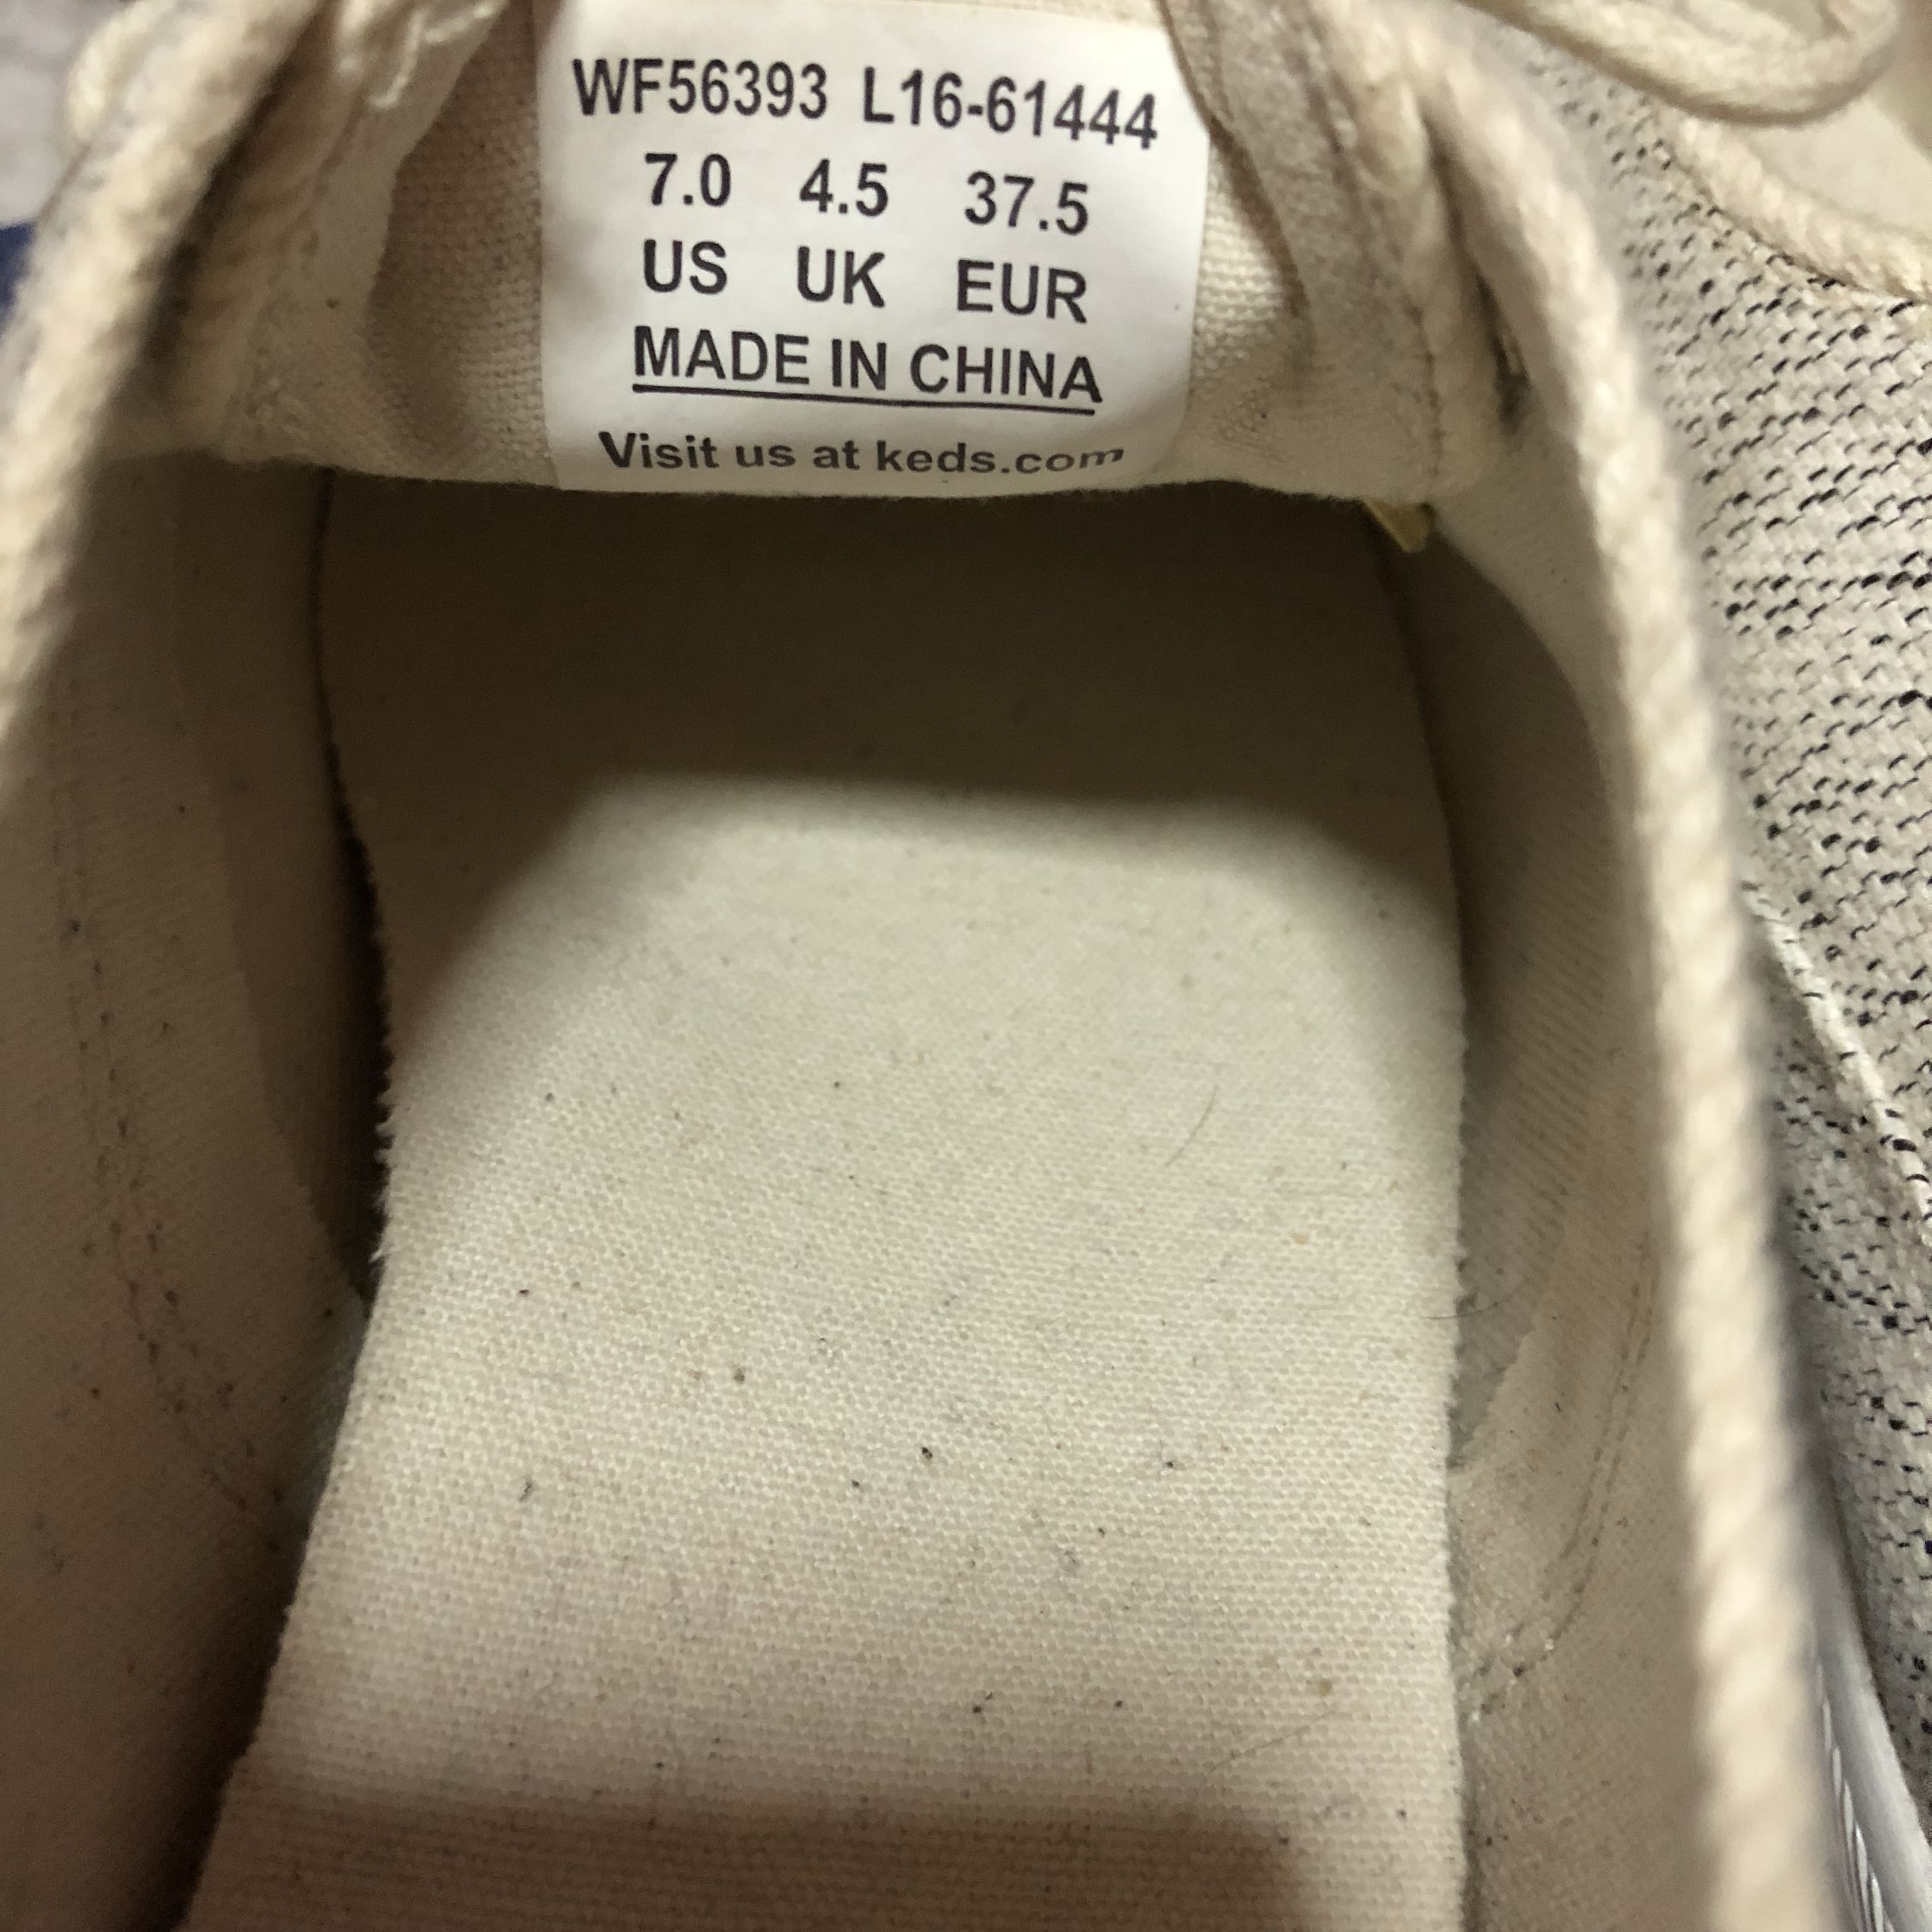 WF56393 L16-61444
7.0 4.5 37.5
US UK EUR
MADE IN CHINA
Visit us at keds.com